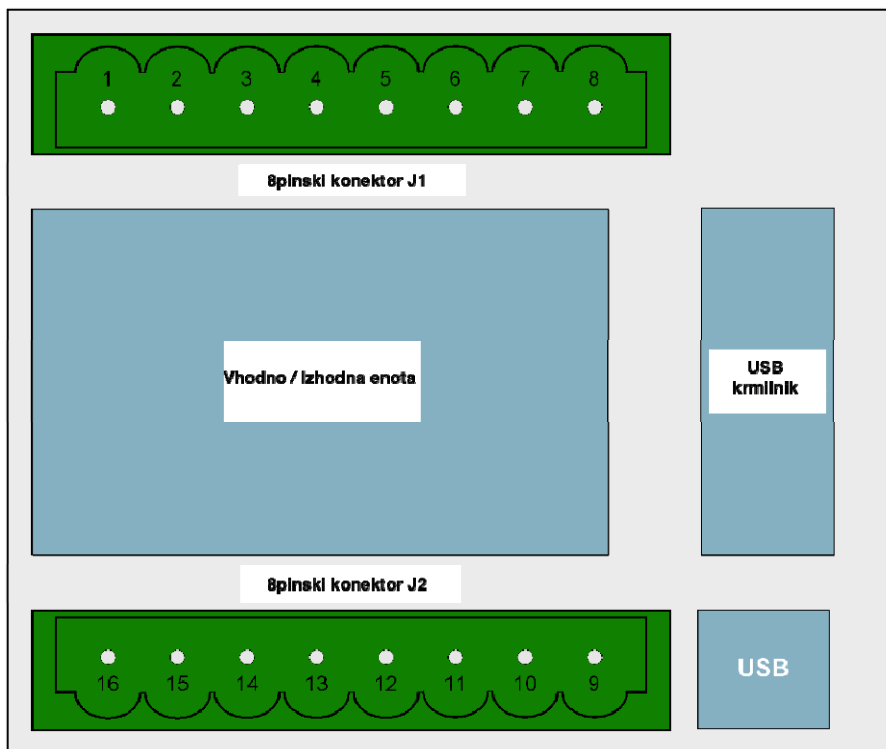 1 2 3 4 5 6 7 8
8pinski konektor J1
Vhodno / Izhodna enota
USB
krmilnik
8pinski konektor J2
16 15 14 13 12 11 10 9
USB